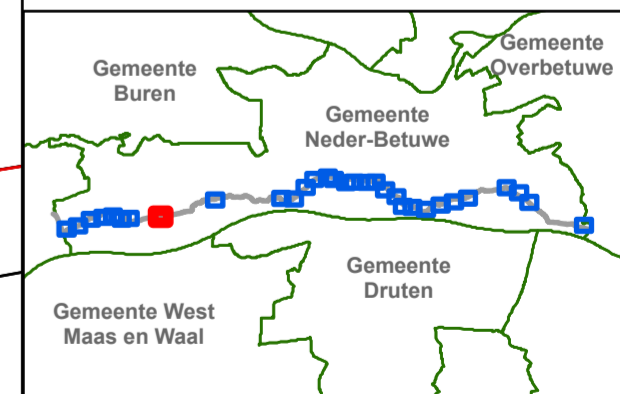 Gemeente
Overbetuwe
Gemeente
Buren
Gemeente
Neder-Betuwe
Gemeente
Druten
Gemeente West
Maas en Waal